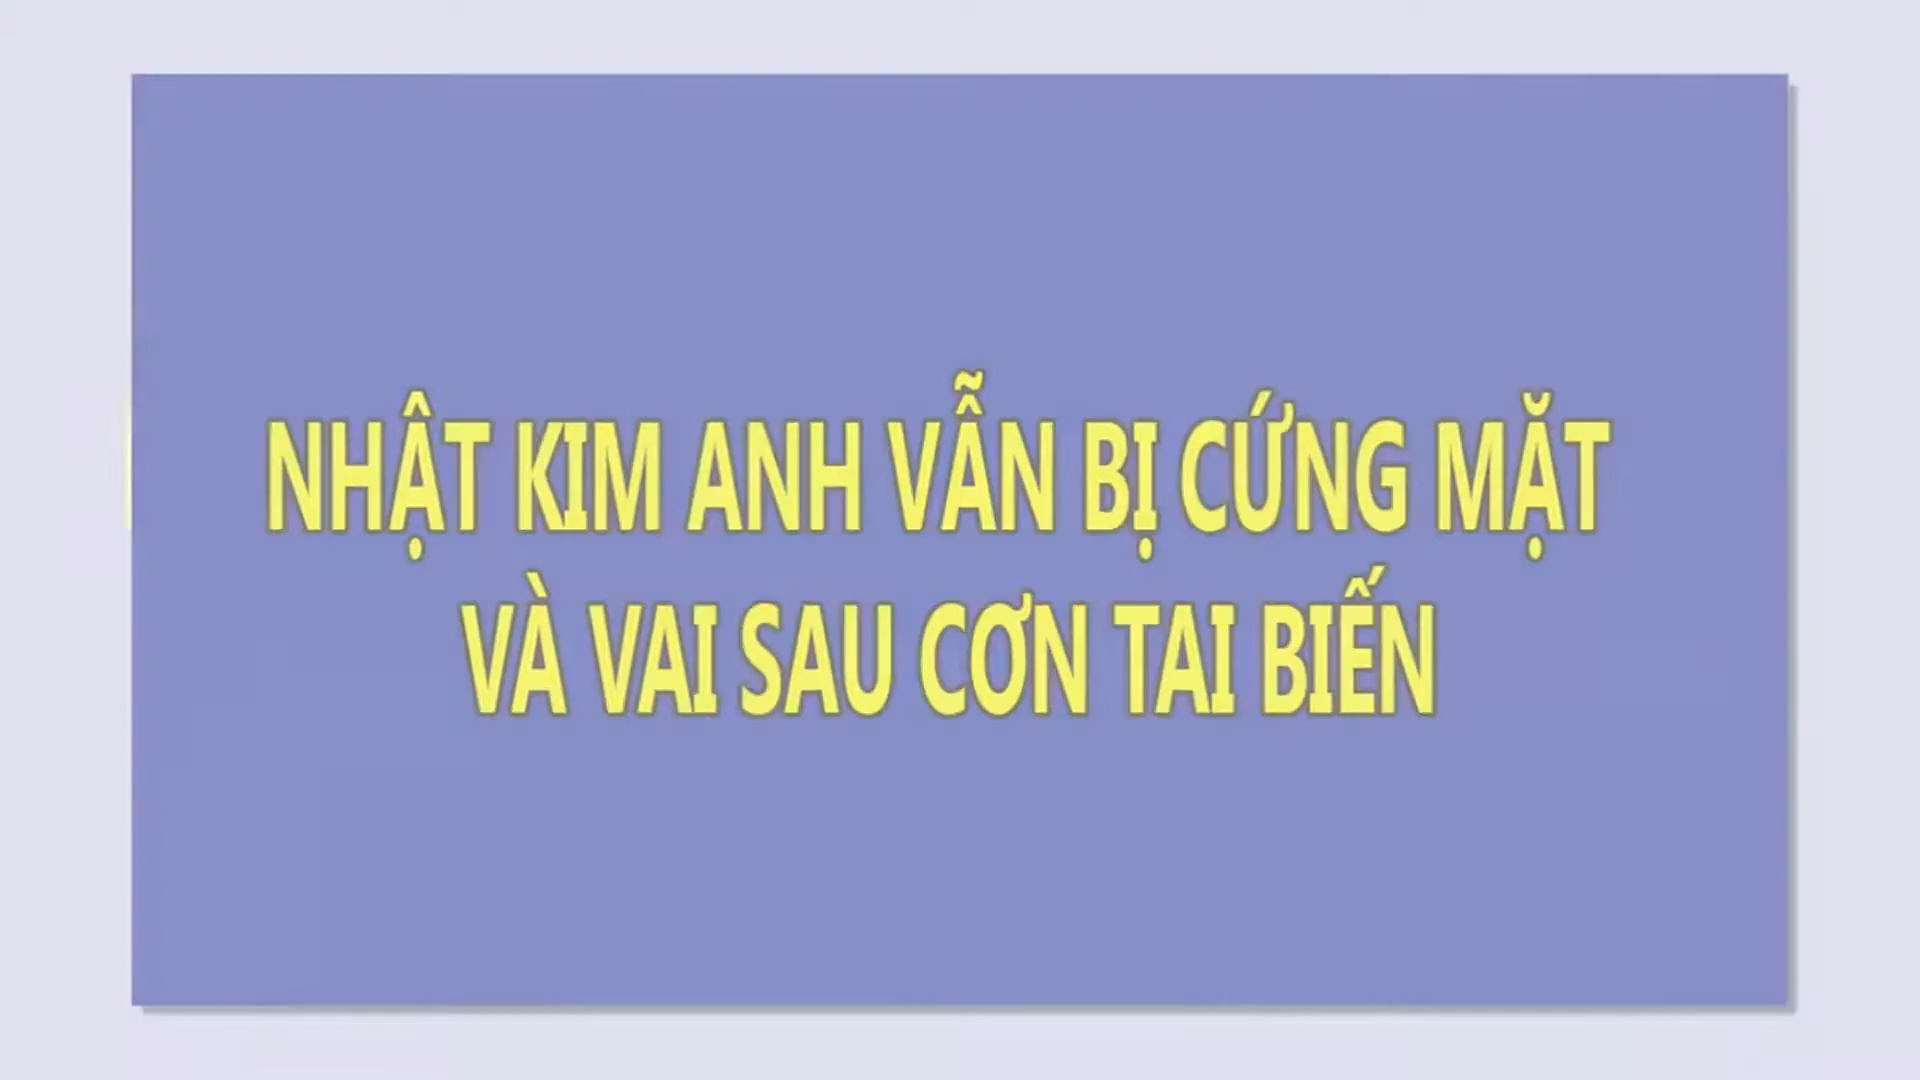 NHẬT KIM ANH VẪN BỊ CỨNG MẶT
VÀ VAI SAU CƠN TAI BIẾN